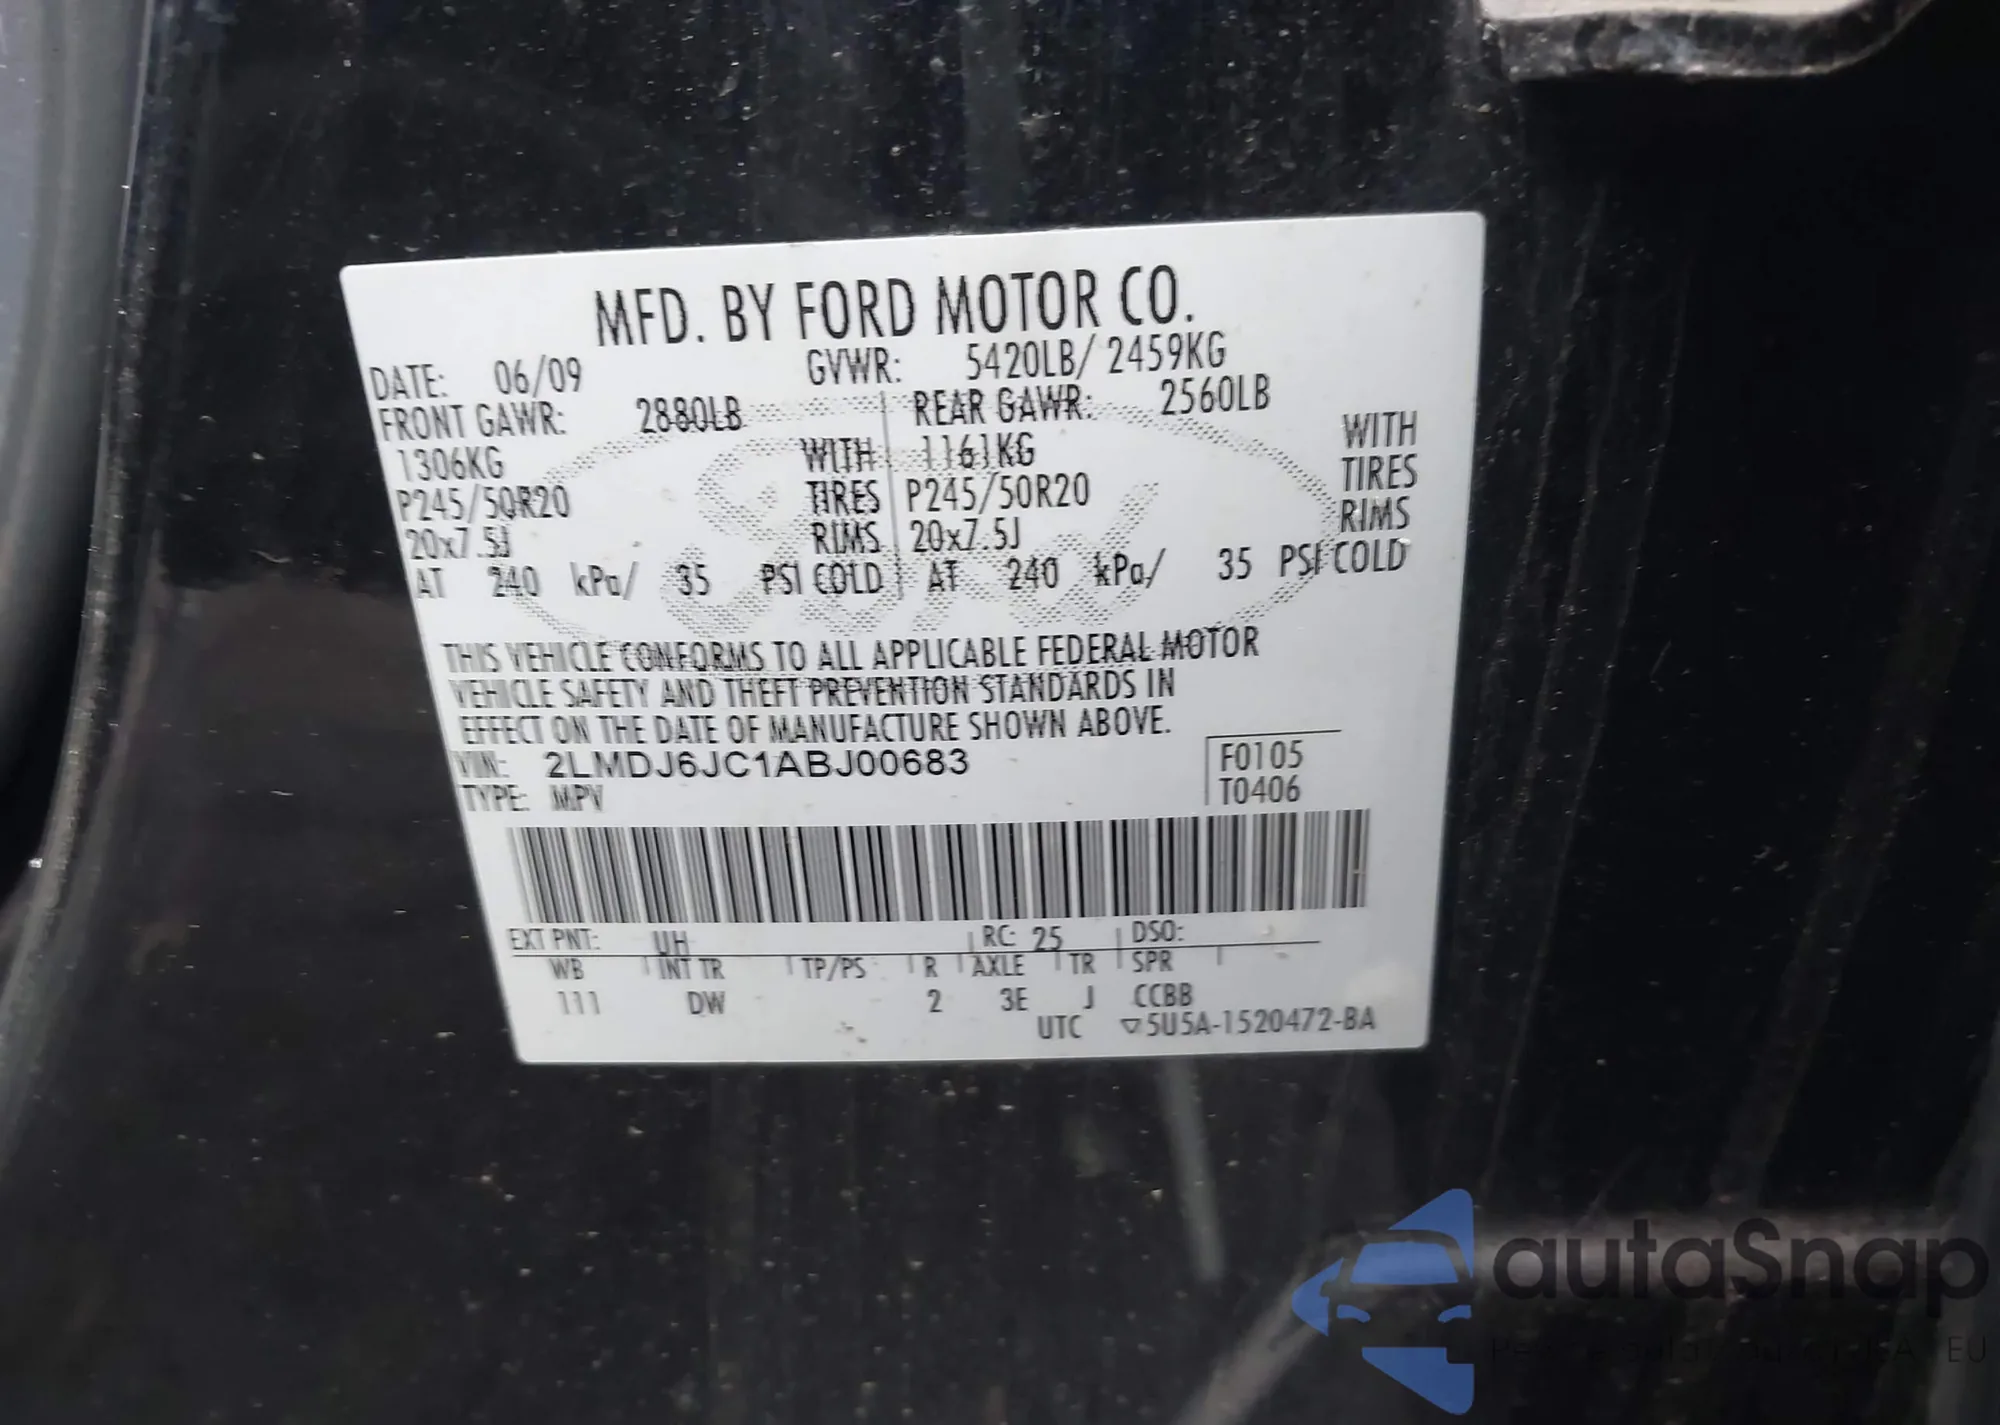 MFD. BY FORD MOTOR CO.
DATE: 06/09 GVWR: 5420LB/ 2459KG
FRONT GAWR: 2880LB REAR GAWR: 2560LB
1306KG WITH 1161KG WITH
P245/50R20 TIRES P245/50R20 TIRES
20x7.5J RIMS 20x7.5J RIMS
AT 240 kPa/ 35 PSI COLD AT 240 kPa/ 35 PSI COLD
THIS VEHICLE CONFORMS TO ALL APPLICABLE FEDERAL MOTOR
VEHICLE SAFETY AND THEFT PREVENTION STANDARDS IN
EFFECT ON THE DATE OF MANUFACTURE SHOWN ABOVE.
VIN: 2LMDJ6JC1ABJ00683 F0105
TYPE: MPV T0406
EXT PNT: UH RC: 25 DSO:
WB INT TR TP/PS R AXLE TR SPR
111 DW 2 3E J CCBB
UTC ▽5U5A-1520472-BA
autaSnap